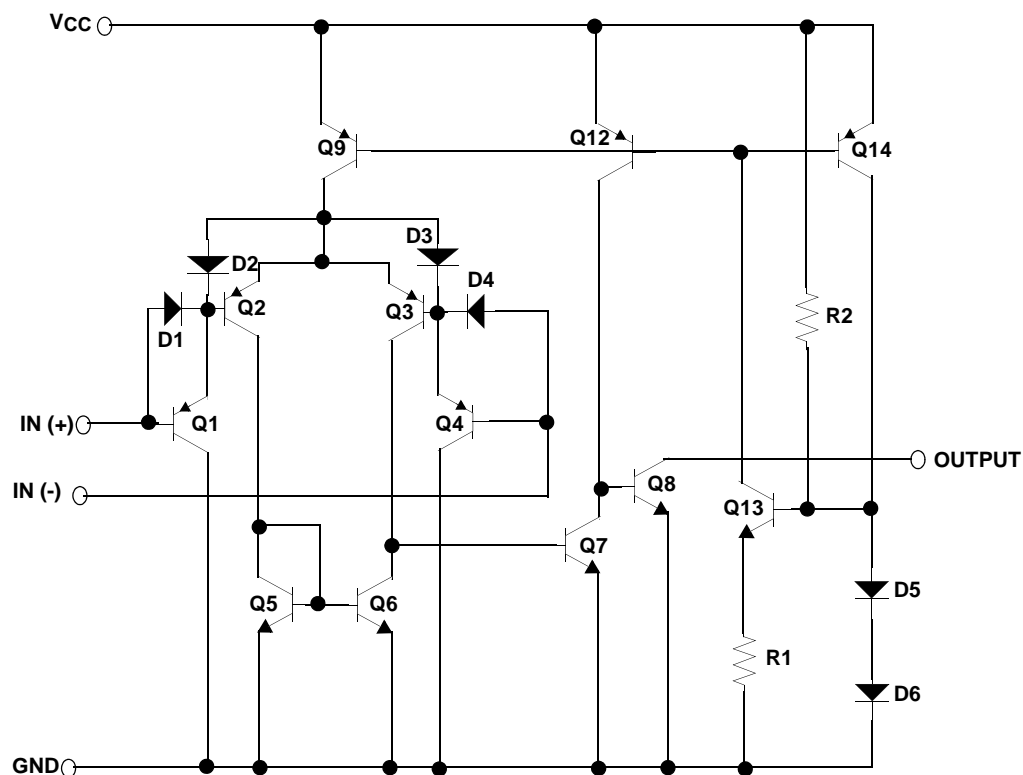 VCC
Q9
Q12
Q14
D3
D2
D4
Q2
Q3
D1
R2
IN (+)
Q1
Q4
OUTPUT
IN (-)
Q8
Q13
Q7
D5
Q5
Q6
R1
D6
GND